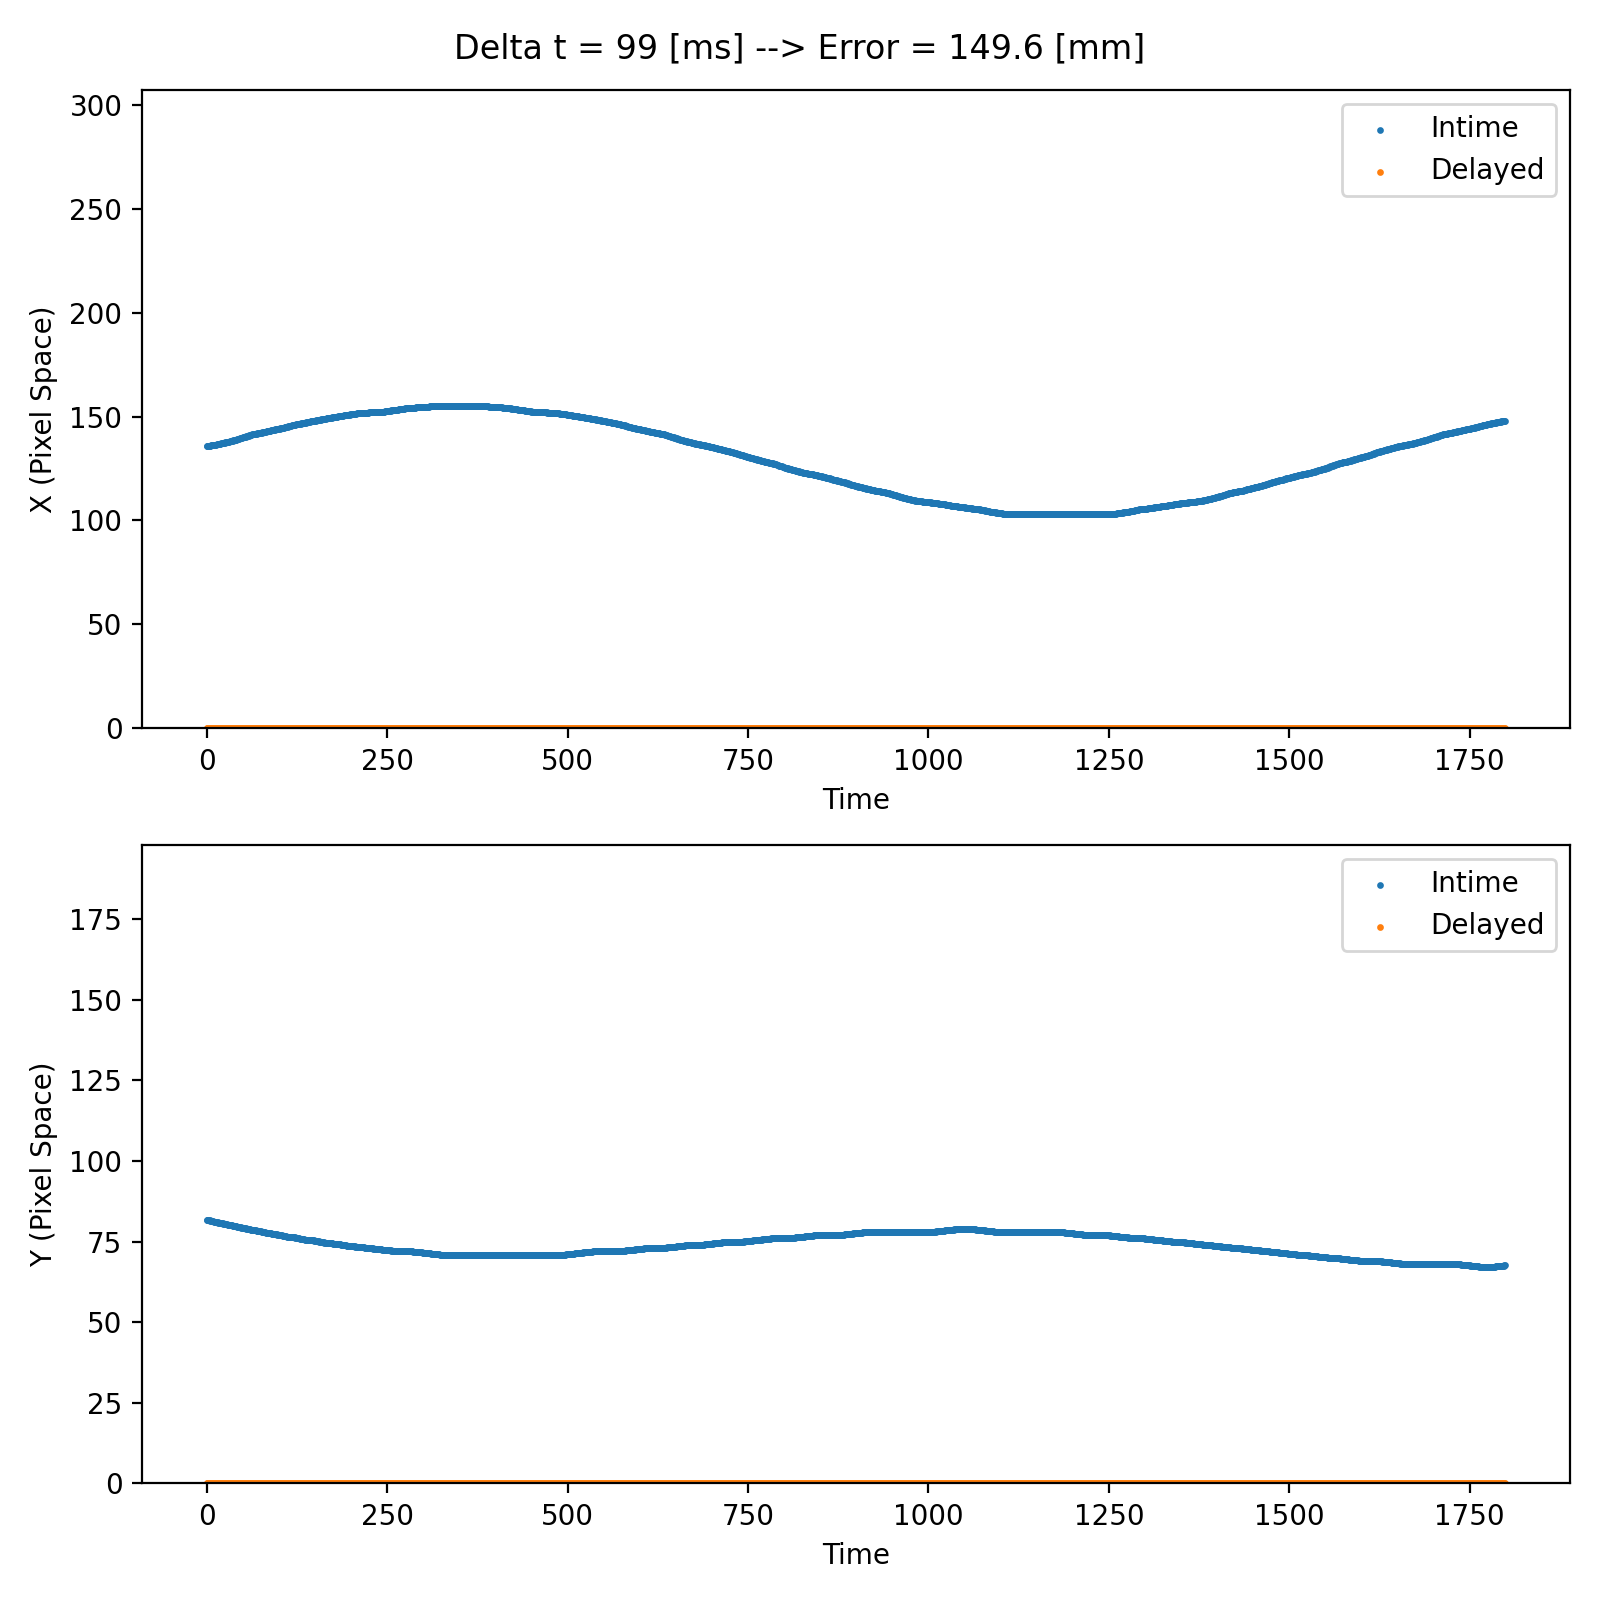 Delta t = 99 [ms] --> Error = 149.6 [mm]
300
250
200
150
100
50
0
X (Pixel Space)
Intime
Delayed
0 250 500 750 1000 1250 1500 1750
Time
175
150
125
100
75
50
25
0
Y (Pixel Space)
Intime
Delayed
0 250 500 750 1000 1250 1500 1750
Time